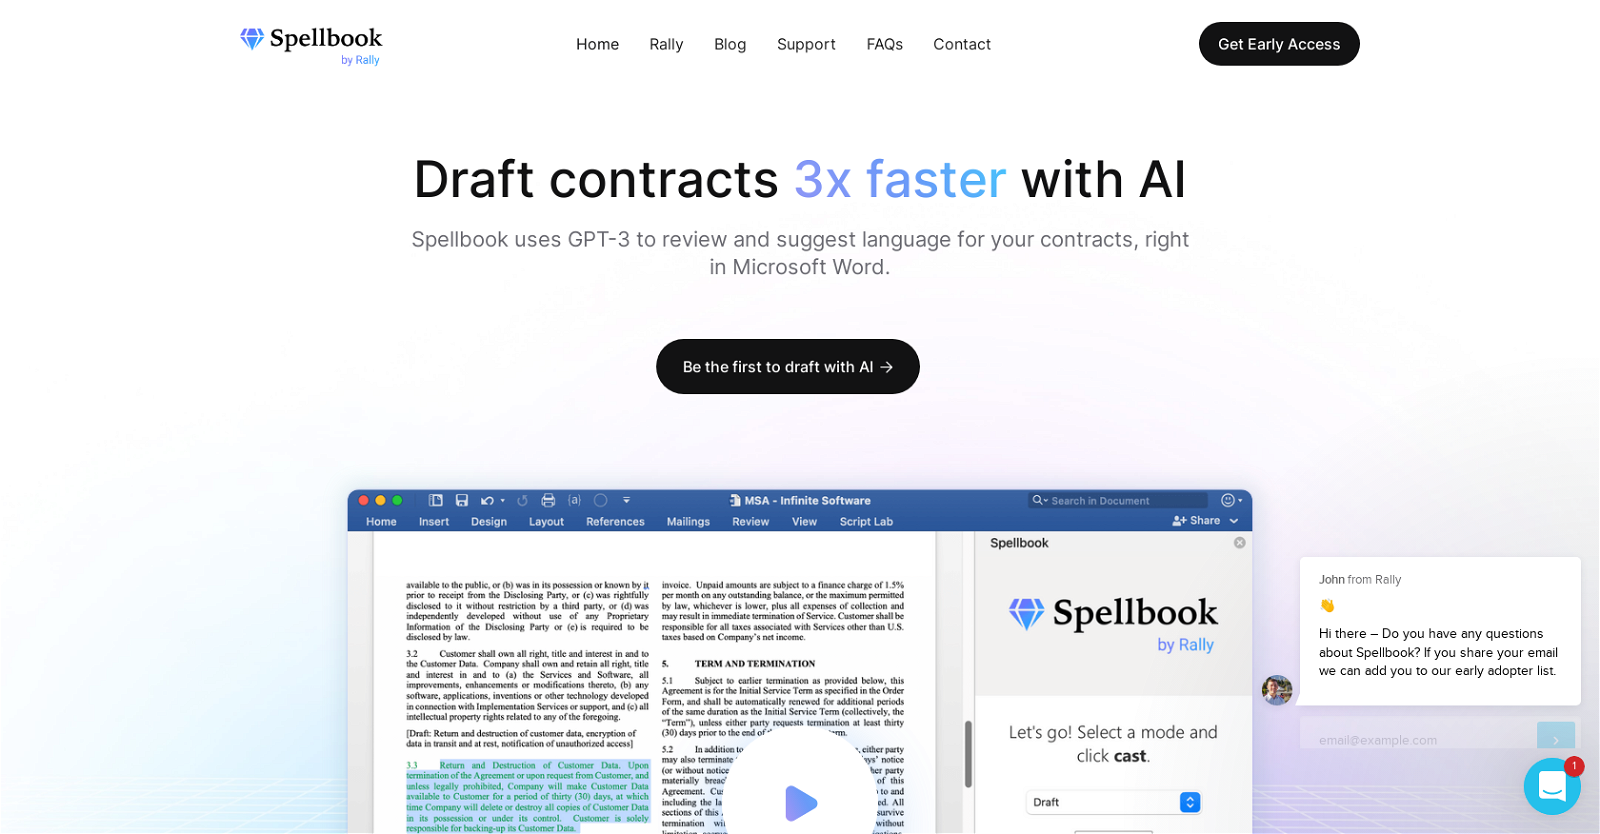 Spellbook
by Rally
Home
Rally
Blog
Support
FAQs
Contact
Get Early Access
Draft contracts 3x faster with AI
Spellbook uses GPT-3 to review and suggest language for your contracts, right
in Microsoft Word.
Be the first to draft with AI →
MSA - Infinite Software
Search in Document
Home
Insert
Design
Layout
References
Mailings
Review
View
Script Lab
Share
available to the public, or (b) was in its possession or known by it
prior to receipt from the Disclosing Party, or (c) was rightfully
disclosed to it without restriction by a third party, or (d) was
independently developed without use of any Proprietary
Information of the Disclosing Party or (e) is required to be
disclosed by law.
3.2 Customer shall own all right, title and interest in and to
the Customer Data. Company shall own and retain all right, title
and interest in and to (a) the Services and Software, all
improvements, enhancements or modifications thereto, (b) any
software, applications, inventions or other technology developed
in connection with Implementation Services or support, and (c) all
intellectual property rights related to any of the foregoing.
[Draft: Return and destruction of customer data, encryption of
data in transit and at rest, notification of unauthorized access]
3.3 Return and Destruction of Customer Data. Upon
termination of the Agreement or upon request from Customer, and
unless legally prohibited, Company will make Customer Data
available to Customer for a period of thirty (30) days, at which
time Company will delete or destroy all copies of Customer Data
in its possession or under its control. Customer is solely
responsible for backing-up its Customer Data.
invoice. Unpaid amounts are subject to a finance charge of 1.5%
per month on any outstanding balance, or the maximum permitted
by law, whichever is lower, plus all expenses of collection and
may result in immediate termination of Service. Customer shall be
responsible for all taxes associated with Services other than U.S.
taxes based on Company's net income.
5. TERM AND TERMINATION
5.1 Subject to earlier termination as provided below, this
Agreement is for the Initial Service Term as specified in the Order
Form, and shall be automatically renewed for additional periods
of the same duration as the Initial Service Term (collectively, the
"Term"), unless either party requests termination at least thirty
(30) days prior to the end of term.
5.2 In addition to either party
may also terminate days' notice
(or without notice either party
materially of this
Agreement. Cus to and
including the la All
sections of this survive
termination wi
Spellbook
Spellbook
by Rally
Let's go! Select a mode and
click cast.
Draft
John from Rally
👋
Hi there – Do you have any questions
about Spellbook? If you share your email
we can add you to our early adopter list.
email@example.com
1